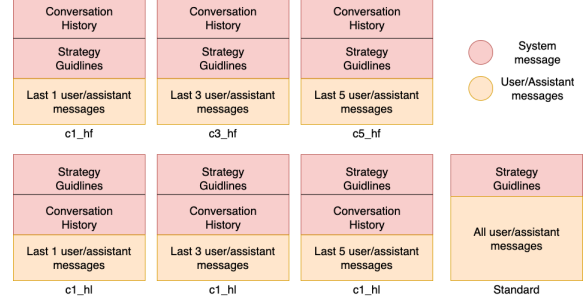 Conversation
History
Strategy
Guidlines
Last 1 user/assistant
messages
c1_hf
Conversation
History
Strategy
Guidlines
Last 3 user/assistant
messages
c3_hf
Conversation
History
Strategy
Guidlines
Last 5 user/assistant
messages
c5_hf
System
message
User/Assistant
messages
Strategy
Guidlines
Conversation
History
Last 1 user/assistant
messages
c1_hl
Strategy
Guidlines
Conversation
History
Last 3 user/assistant
messages
c1_hl
Strategy
Guidlines
Conversation
History
Last 5 user/assistant
messages
c1_hl
Strategy
Guidlines
All user/assistant
messages
Standard